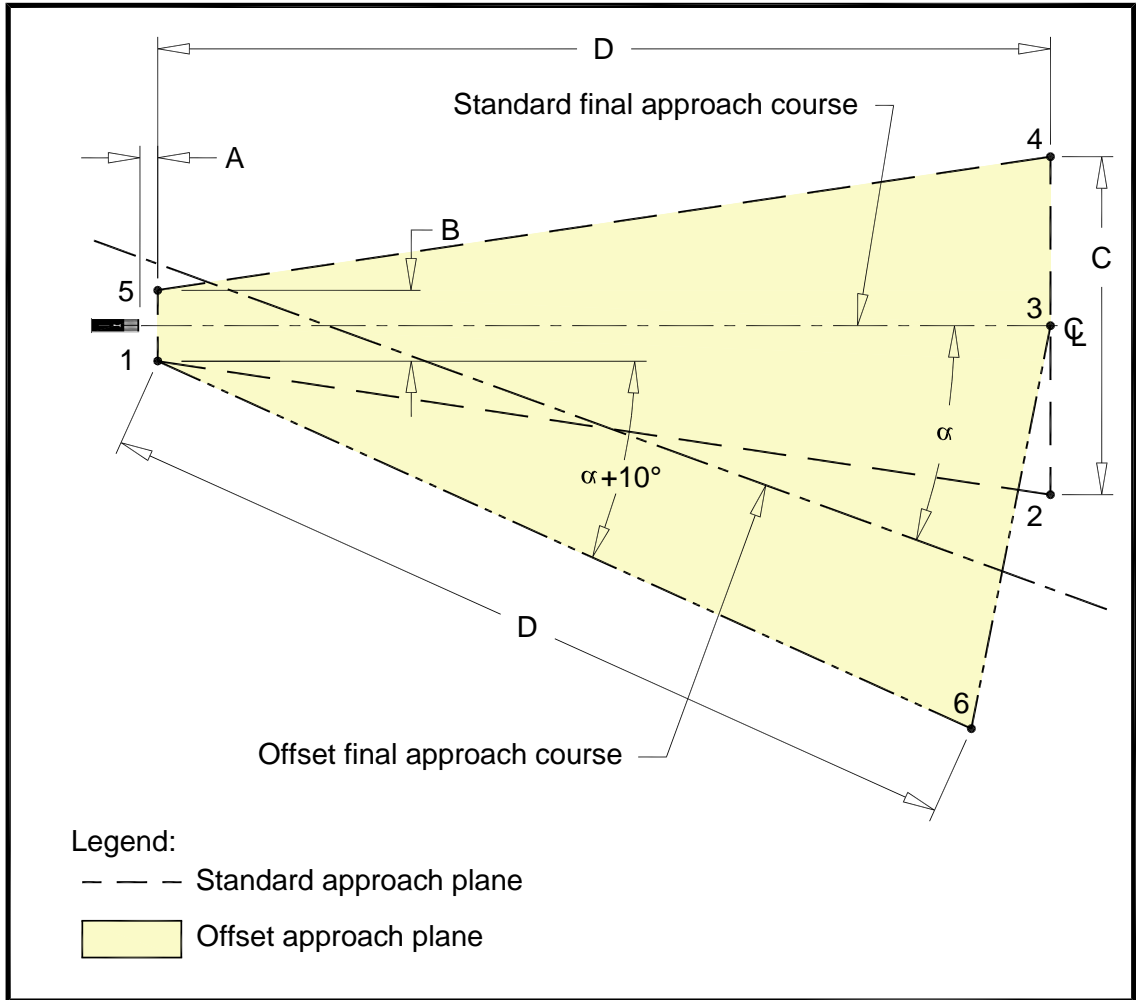 D
Standard final approach course
4
A
B
C
5
3
℄
1
α
α+10°
2
D
6
Offset final approach course
Legend:
Standard approach plane
Offset approach plane